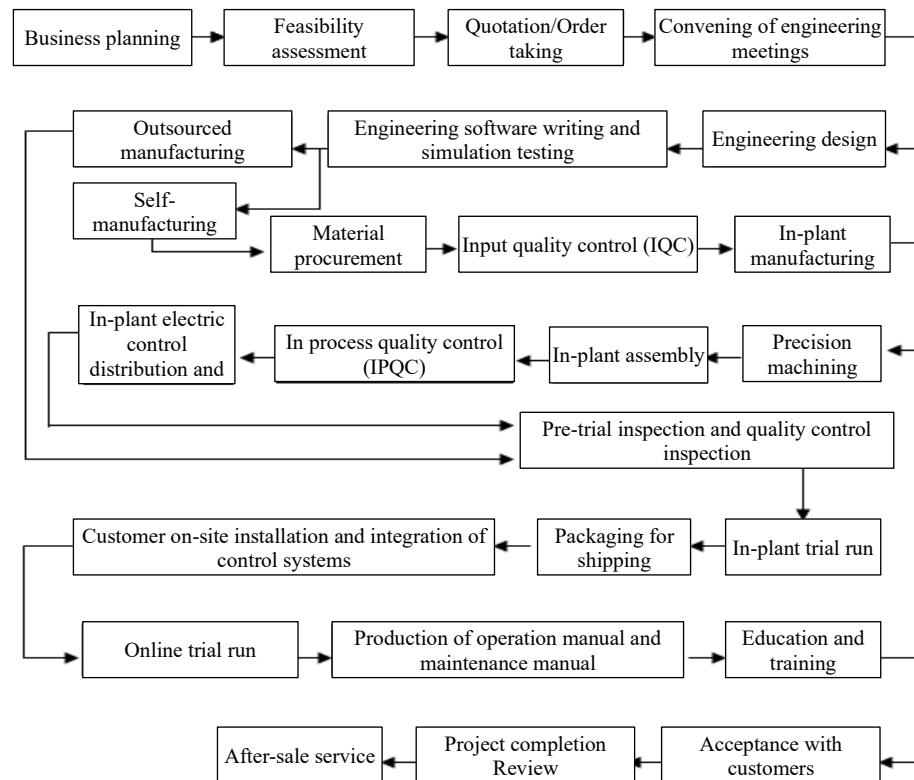 Business planning
Feasibility
assessment
Quotation/Order
taking
Convening of engineering
meetings
Engineering design
Engineering software writing and
simulation testing
Outsourced
manufacturing
Self-
manufacturing
Material
procurement
Input quality control (IQC)
In-plant
manufacturing
Precision
machining
In-plant assembly
In process quality control
(IPQC)
In-plant electric
control
distribution and
Pre-trial inspection and quality control
inspection
In-plant trial run
Packaging for
shipping
Customer on-site installation and integration of
control systems
Online trial run
Production of operation manual and
maintenance manual
Education and
training
Acceptance with
customers
Project completion
Review
After-sale service